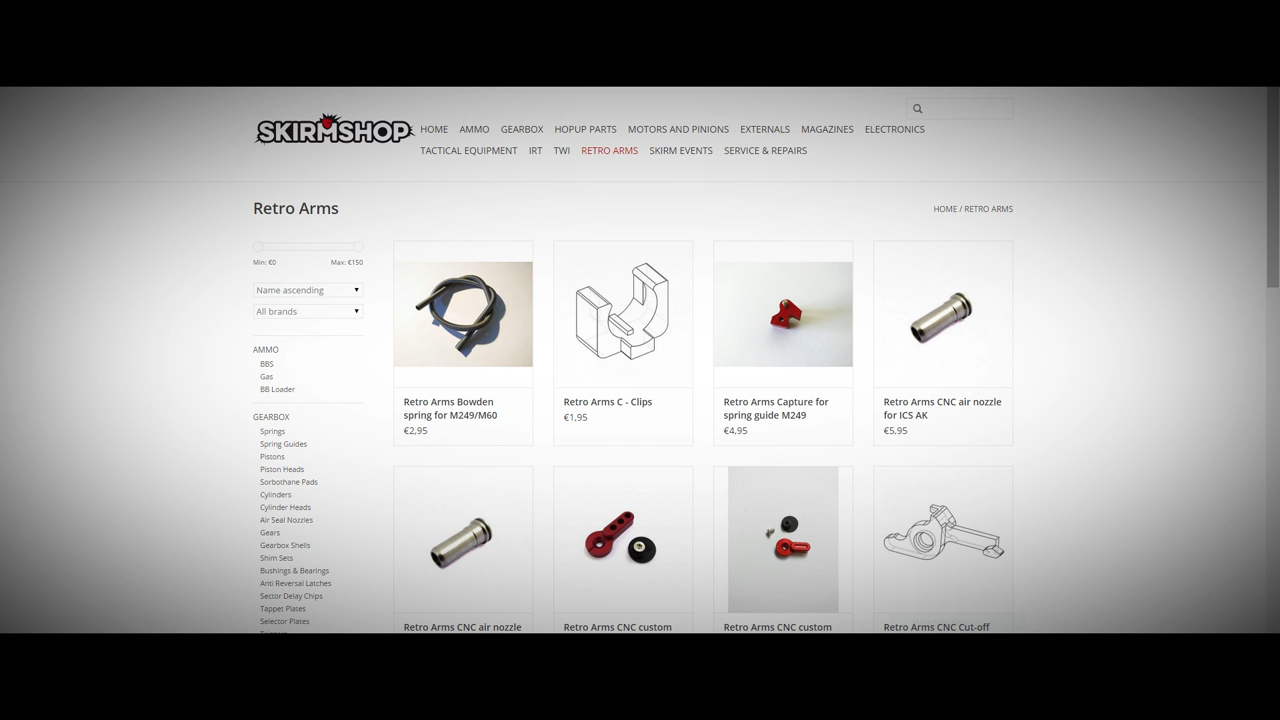 SKIRMSHOP
HOME AMMO GEARBOX HOPUP PARTS MOTORS AND PINIONS EXTERNALS MAGAZINES ELECTRONICS
TACTICAL EQUIPMENT IRT TWI RETRO ARMS SKIRM EVENTS SERVICE & REPAIRS
Retro Arms
HOME / RETRO ARMS
Min: €0 Max: €150
Name ascending
All brands
AMMO
BBS
Gas
BB Loader
GEARBOX
Springs
Spring Guides
Pistons
Piston Heads
Sorbothane Pads
Cylinders
Cylinder Heads
Air Seal Nozzles
Gears
Gearbox Shells
Shim Sets
Bushings & Bearings
Anti Reversal Latches
Sector Delay Chips
Tappet Plates
Selector Plates
Retro Arms Bowden
spring for M249/M60
€2,95
Retro Arms C - Clips
€1,95
Retro Arms Capture for
spring guide M249
€4,95
Retro Arms CNC air nozzle
for ICS AK
€5,95
Retro Arms CNC air nozzle
Retro Arms CNC custom
Retro Arms CNC custom
Retro Arms CNC Cut-off